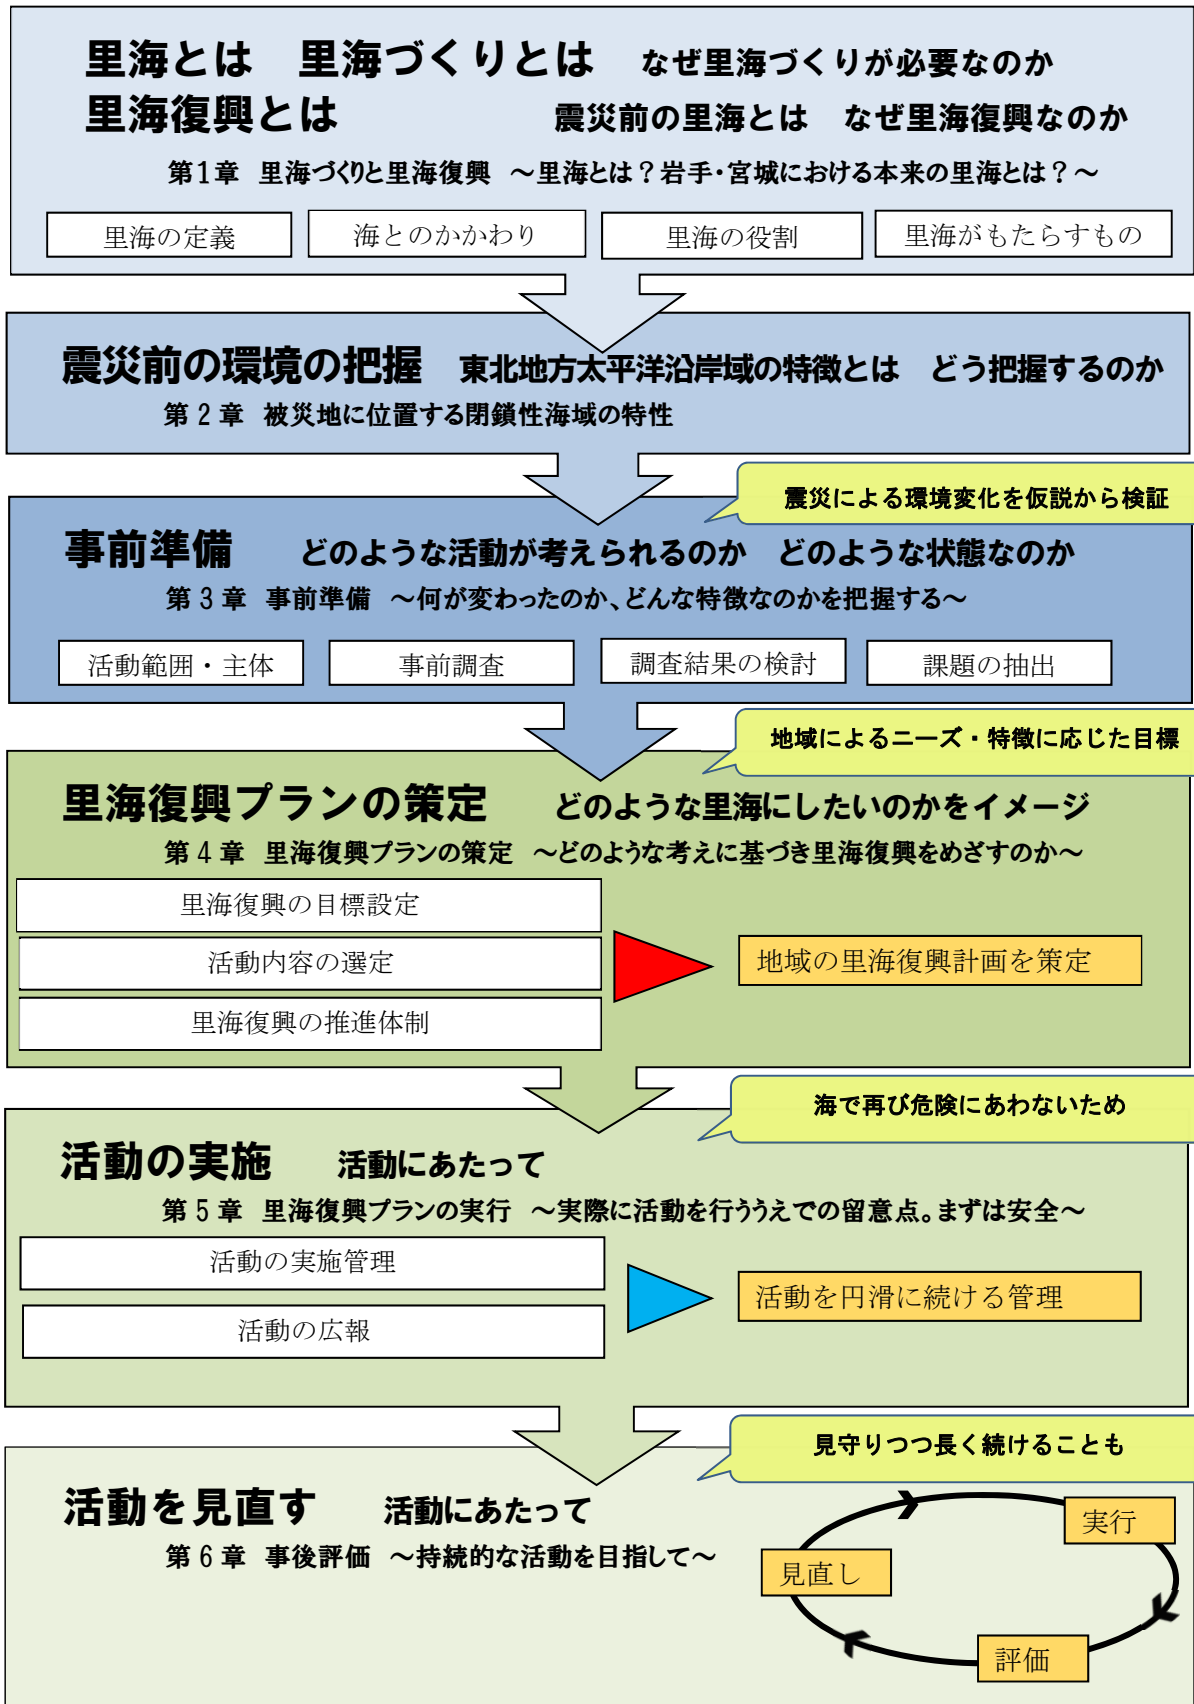 里海とは　里海づくりとは　なぜ里海づくりが必要なのか
里海復興とは　震災前の里海とは　なぜ里海復興なのか
第1章 里海づくりと里海復興 ～里海とは？岩手・宮城における本来の里海とは？～
里海の定義
海とのかかわり
里海の役割
里海がもたらすもの
震災前の環境の把握　東北地方太平洋沿岸域の特徴とは　どう把握するのか
第２章 被災地に位置する閉鎖性海域の特性
震災による環境変化を仮説から検証
事前準備　どのような活動が考えられるのか　どのような状態なのか
第３章 事前準備 ～何が変わったのか、どんな特徴なのかを把握する～
活動範囲・主体
事前調査
調査結果の検討
課題の抽出
地域によるニーズ・特徴に応じた目標
里海復興プランの策定　どのような里海にしたいのかをイメージ
第４章 里海復興プランの策定 ～どのような考えに基づき里海復興をめざすのか～
里海復興の目標設定
活動内容の選定
里海復興の推進体制
地域の里海復興計画を策定
海で再び危険にあわないため
活動の実施　活動にあたって
第５章 里海復興プランの実行 ～実際に活動を行ううえでの留意点。まずは安全～
活動の実施管理
活動の広報
活動を円滑に続ける管理
見守りつつ長く続けることも
活動を見直す　活動にあたって
第６章 事後評価 ～持続的な活動を目指して～
実行
見直し
評価